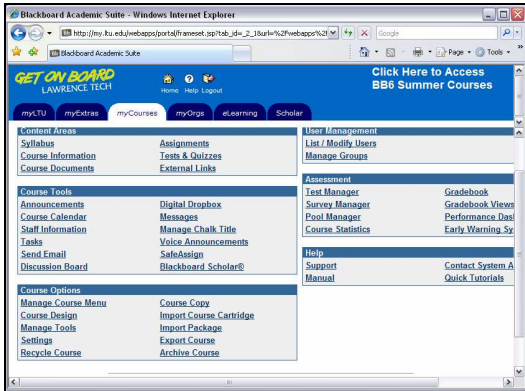 Blackboard Academic Suite - Windows Internet Explorer
http://my.ltu.edu/webapps/portal/frameset.jsp?tab_id=_2_1&url=%2Fwebapps%2
Google
Blackboard Academic Suite
Page
Tools
GET ON BOARD
LAWRENCE TECH
Home Help Logout
Click Here to Access
BB6 Summer Courses
myLTU myExtras myCourses myOrgs eLearning Scholar
Content Areas
Syllabus Assignments
Course Information Tests & Quizzes
Course Documents External Links
Course Tools
Announcements Digital Dropbox
Course Calendar Messages
Staff Information Manage Chalk Title
Tasks Voice Announcements
Send Email SafeAssign
Discussion Board Blackboard Scholar®
Course Options
Manage Course Menu Course Copy
Course Design Import Course Cartridge
Manage Tools Import Package
Settings Export Course
Recycle Course Archive Course
User Management
List / Modify Users
Manage Groups
Assessment
Test Manager Gradebook
Survey Manager Gradebook Views
Pool Manager Performance Das
Course Statistics Early Warning Sy
Help
Support Contact System A
Manual Quick Tutorials